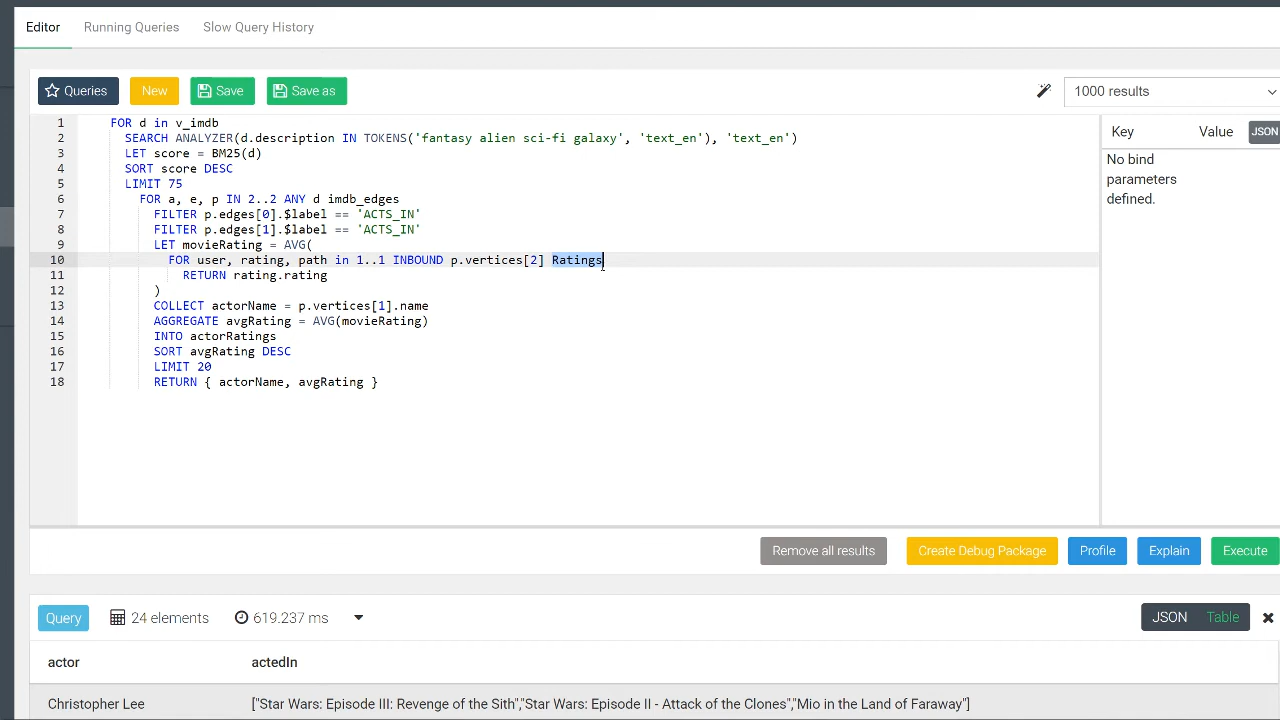 Editor Running Queries Slow Query History
Queries New Save Save as 1000 results
1 FOR d in v_imdb
2 SEARCH ANALYZER(d.description IN TOKENS('fantasy alien sci-fi galaxy', 'text_en'), 'text_en')
3 LET score = BM25(d)
4 SORT score DESC
5 LIMIT 75
6 FOR a, e, p IN 2..2 ANY d imdb_edges
7 FILTER p.edges[0].$label == 'ACTS_IN'
8 FILTER p.edges[1].$label == 'ACTS_IN'
9 LET movieRating = AVG(
10 FOR user, rating, path in 1..1 INBOUND p.vertices[2] Ratings
11 RETURN rating.rating
12 )
13 COLLECT actorName = p.vertices[1].name
14 AGGREGATE avgRating = AVG(movieRating)
15 INTO actorRatings
16 SORT avgRating DESC
17 LIMIT 20
18 RETURN { actorName, avgRating }
Key Value JSON
No bind
parameters
defined.
Remove all results Create Debug Package Profile Explain Execute
Query 24 elements 619.237 ms JSON Table
actor actedIn
Christopher Lee ["Star Wars: Episode III: Revenge of the Sith","Star Wars: Episode II - Attack of the Clones","Mio in the Land of Faraway"]